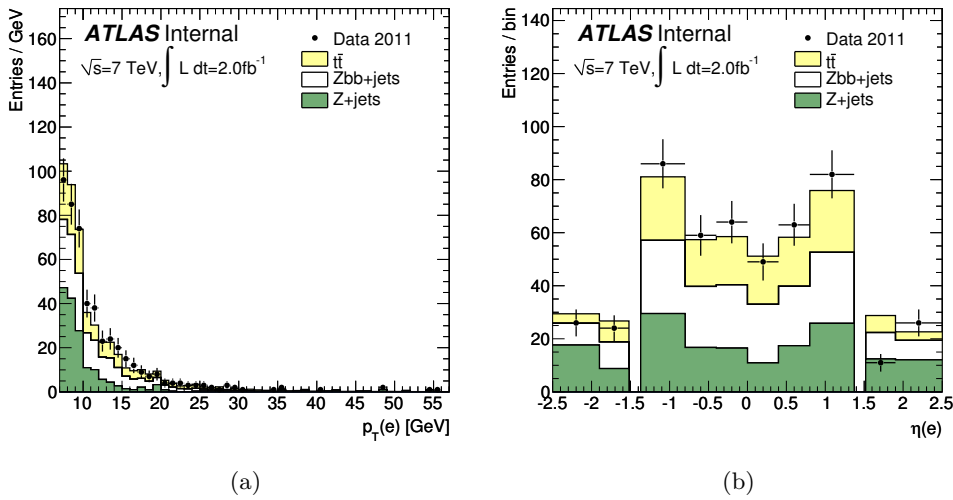 Entries / GeV
160
140
120
100
80
60
40
20
0
ATLAS Internal
√s=7 TeV, ∫ L dt=2.0fb⁻¹
Data 2011
tt̄
Zbb+jets
Z+jets
10 15 20 25 30 35 40 45 50 55
p_T(e) [GeV]
(a)
Entries / bin
140
120
100
80
60
40
20
0
ATLAS Internal
√s=7 TeV, ∫ L dt=2.0fb⁻¹
Data 2011
tt̄
Zbb+jets
Z+jets
-2.5 -2 -1.5 -1 -0.5 0 0.5 1 1.5 2 2.5
η(e)
(b)